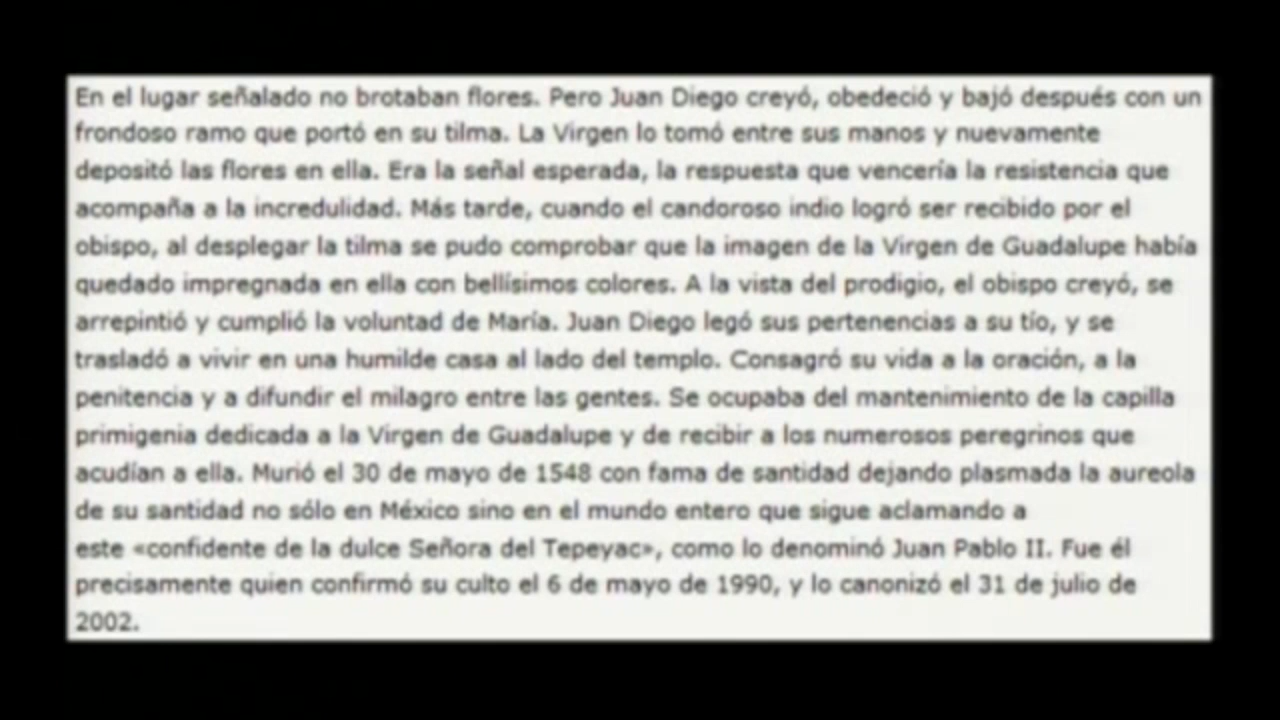 En el lugar señalado no brotaban flores. Pero Juan Diego creyó, obedeció y bajó después con un
frondoso ramo que portó en su tilma. La Virgen lo tomó entre sus manos y nuevamente
depositó las flores en ella. Era la señal esperada, la respuesta que vencería la resistencia que
acompaña a la incredulidad. Más tarde, cuando el candoroso indio logró ser recibido por el
obispo, al desplegar la tilma se pudo comprobar que la imagen de la Virgen de Guadalupe había
quedado impregnada en ella con bellísimos colores. A la vista del prodigio, el obispo creyó, se
arrepintió y cumplió la voluntad de María. Juan Diego legó sus pertenencias a su tío, y se
trasladó a vivir en una humilde casa al lado del templo. Consagró su vida a la oración, a la
penitencia y a difundir el milagro entre las gentes. Se ocupaba del mantenimiento de la capilla
primigenia dedicada a la Virgen de Guadalupe y de recibir a los numerosos peregrinos que
acudían a ella. Murió el 30 de mayo de 1548 con fama de santidad dejando plasmada la aureola
de su santidad no sólo en México sino en el mundo entero que sigue aclamando a
este «confidente de la dulce Señora del Tepeyac», como lo denominó Juan Pablo II. Fue él
precisamente quien confirmó su culto el 6 de mayo de 1990, y lo canonizó el 31 de julio de
2002.